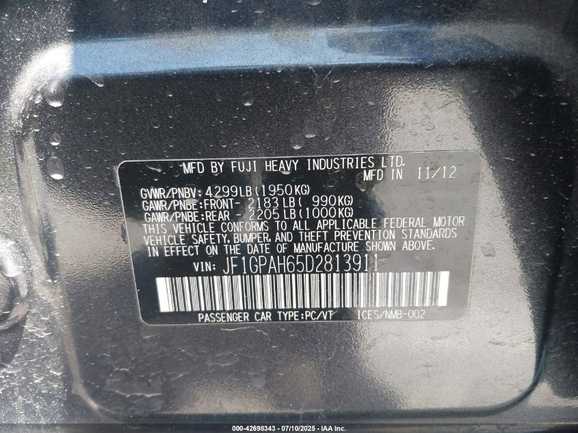 MFD BY FUJI HEAVY INDUSTRIES LTD.
MFD IN 11/12
GVWR/PNBV: 4299LB(1950KG)
GAWR/PNBE:FRONT- 2183LB( 990KG)
GAWR/PNBE:REAR - 2205LB(1000KG)
THIS VEHICLE CONFORMS TO ALL APPLICABLE FEDERAL MOTOR
VEHICLE SAFETY, BUMPER, AND THEFT PREVENTION STANDARDS
IN EFFECT ON THE DATE OF MANUFACTURE SHOWN ABOVE.
VIN: JF1GPAH65D2813911
PASSENGER CAR TYPE:PC/VT ICES/NMB-002
000-42698343 - 07/10/2025 - IAA Inc.